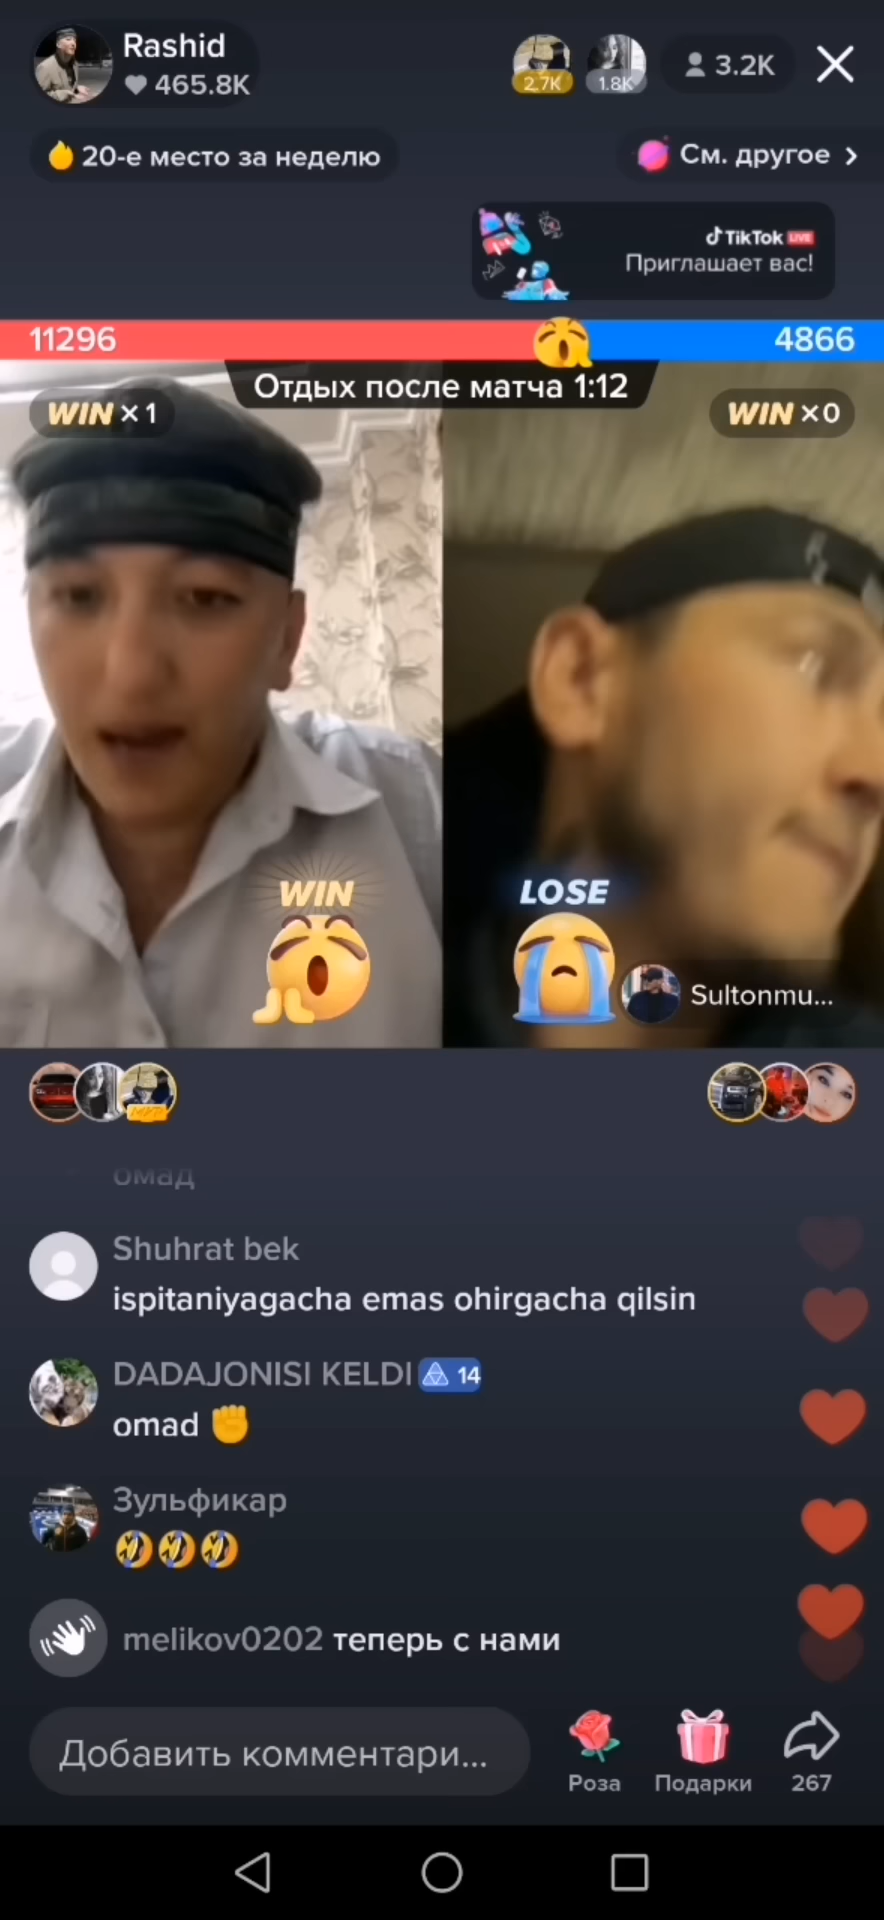 Rashid
465.8K
2.7K
1.8K
3.2K
20-е место за неделю
См. другое
TikTok LIVE
Приглашает вас!
11296
4866
Отдых после матча 1:12
WIN × 1
WIN ×0
WIN
LOSE
Sultonmu...
омад
Shuhrat bek
ispitaniyagacha emas ohirgacha qilsin
DADAJONISI KELDI 14
omad
Зульфикар
melikov0202 теперь с нами
Добавить комментари...
Роза
Подарки
267